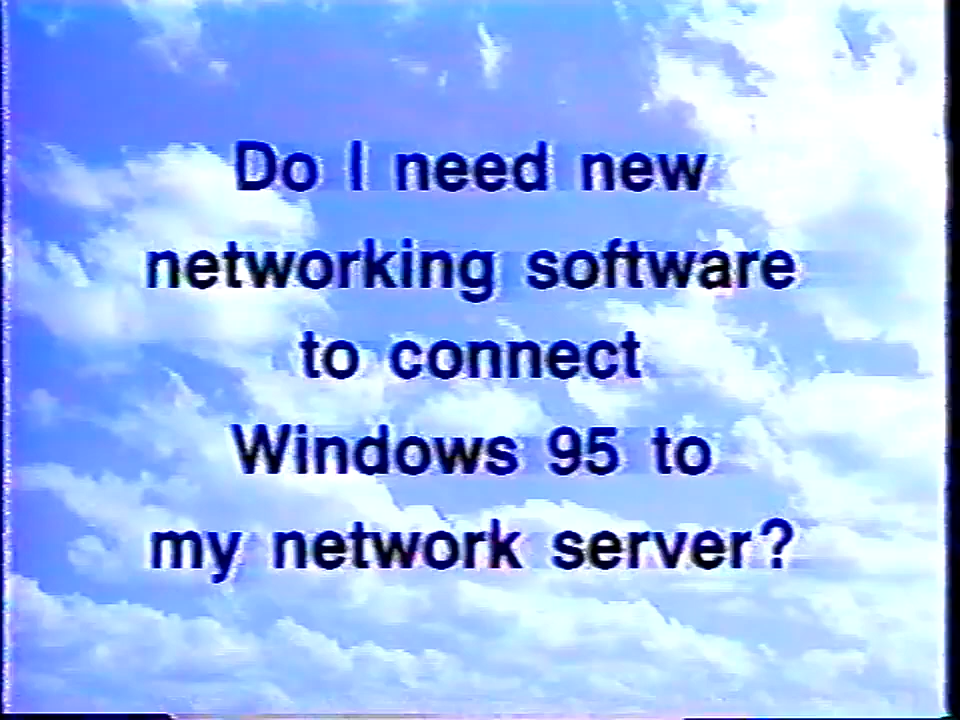 Do I need new
networking software
to connect
Windows 95 to
my network server?